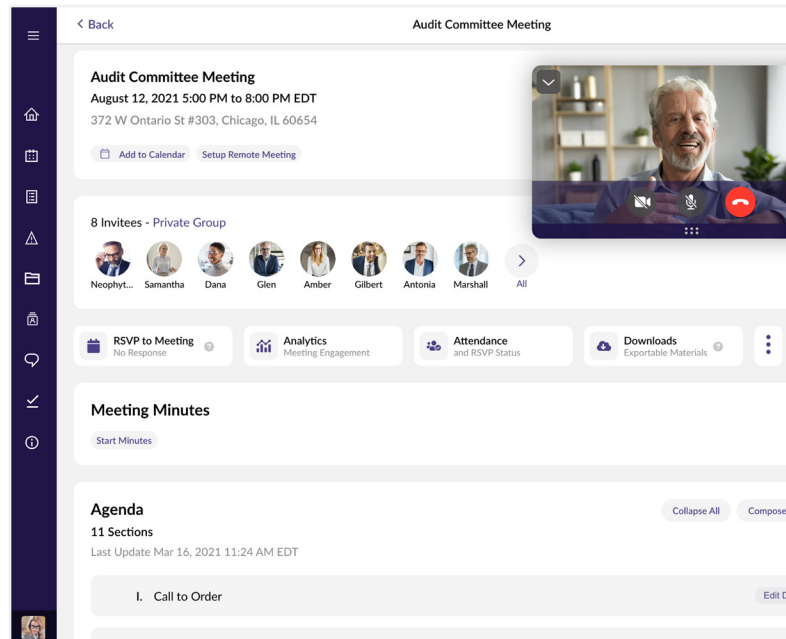 < Back
Audit Committee Meeting
Audit Committee Meeting
August 12, 2021 5:00 PM to 8:00 PM EDT
372 W Ontario St #303, Chicago, IL 60654
Add to Calendar
Setup Remote Meeting
8 Invitees - Private Group
Neophyt...
Samantha
Dana
Glen
Amber
Gilbert
Antonia
Marshall
All
RSVP to Meeting
No Response
Analytics
Meeting Engagement
Attendance
and RSVP Status
Downloads
Exportable Materials
Meeting Minutes
Start Minutes
Agenda
Collapse All
Compose
11 Sections
Last Update Mar 16, 2021 11:24 AM EDT
I. Call to Order
Edit D